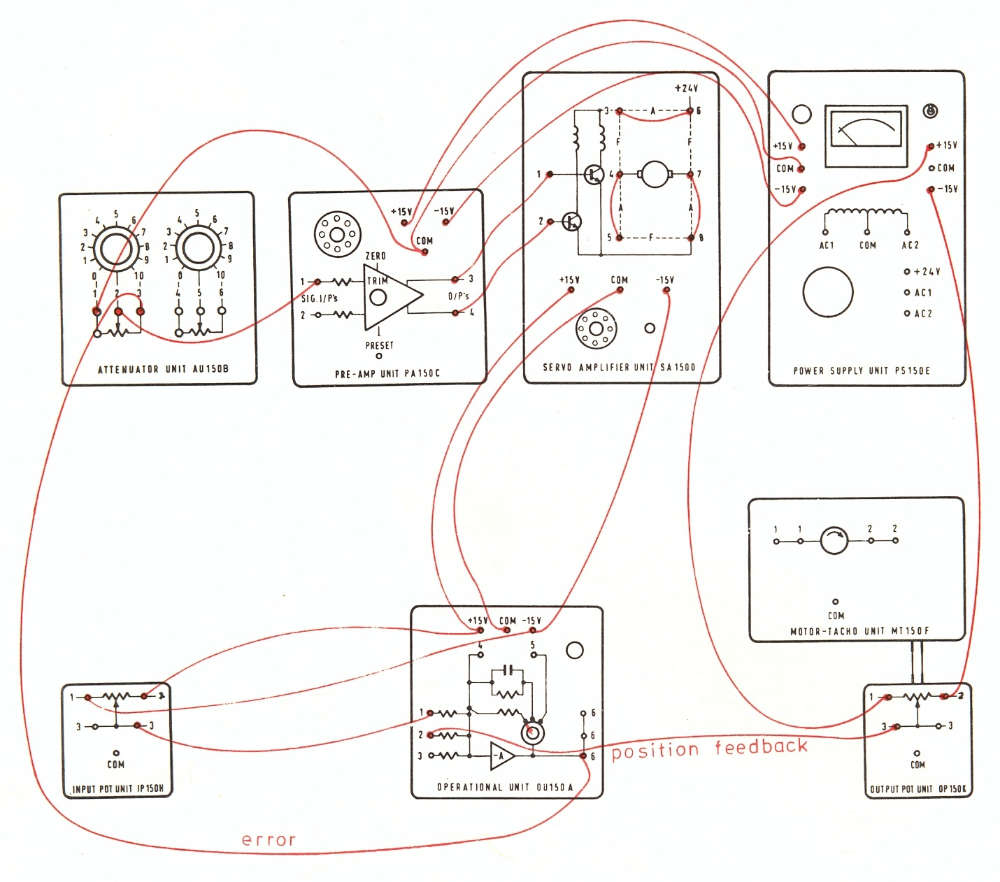 +24V
3 A 6
F F
1 4 7
A A
2
5 F 8
+15V COM -15V
SERVO AMPLIFIER UNIT SA150D
+15V +15V
COM COM
-15V -15V
AC1 COM AC2
+24V
AC1
AC2
POWER SUPPLY UNIT PS150E
0 1 2 3 4 5 6 7 8 9 10
0 1 2 3 4 5 6 7 8 9 10
1 2 3 4 5 6
ATTENUATOR UNIT AU150B
+15V -15V
COM
ZERO
TRIM
1 3
SIG. I/P's O/P's
2 4
PRESET
PRE-AMP UNIT PA150C
1 1 2 2
COM
MOTOR-TACHO UNIT MT150F
+15V COM -15V
4 5
1 6
2 6
3 -A 6
OPERATIONAL UNIT OU150A
1 2
3 3
COM
INPUT POT UNIT IP150H
1 2
3 3
COM
OUTPUT POT UNIT OP150K
position feedback
error